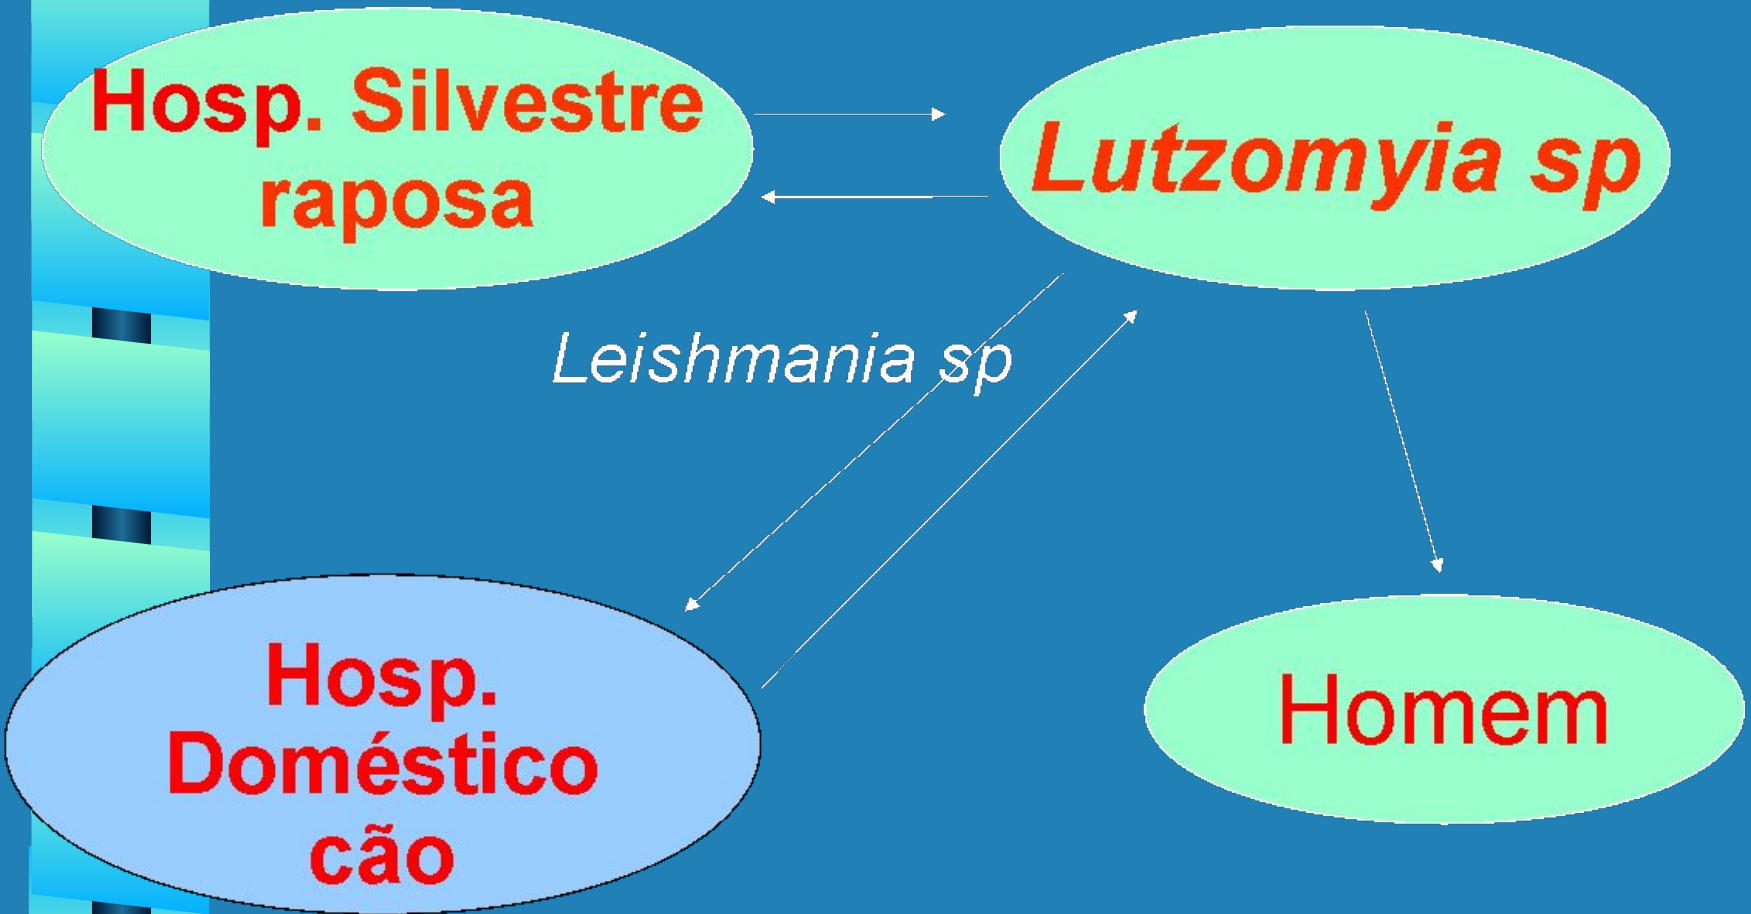 Hosp. Silvestre
raposa
Lutzomyia sp
Leishmania sp
Hosp.
Doméstico
cão
Homem